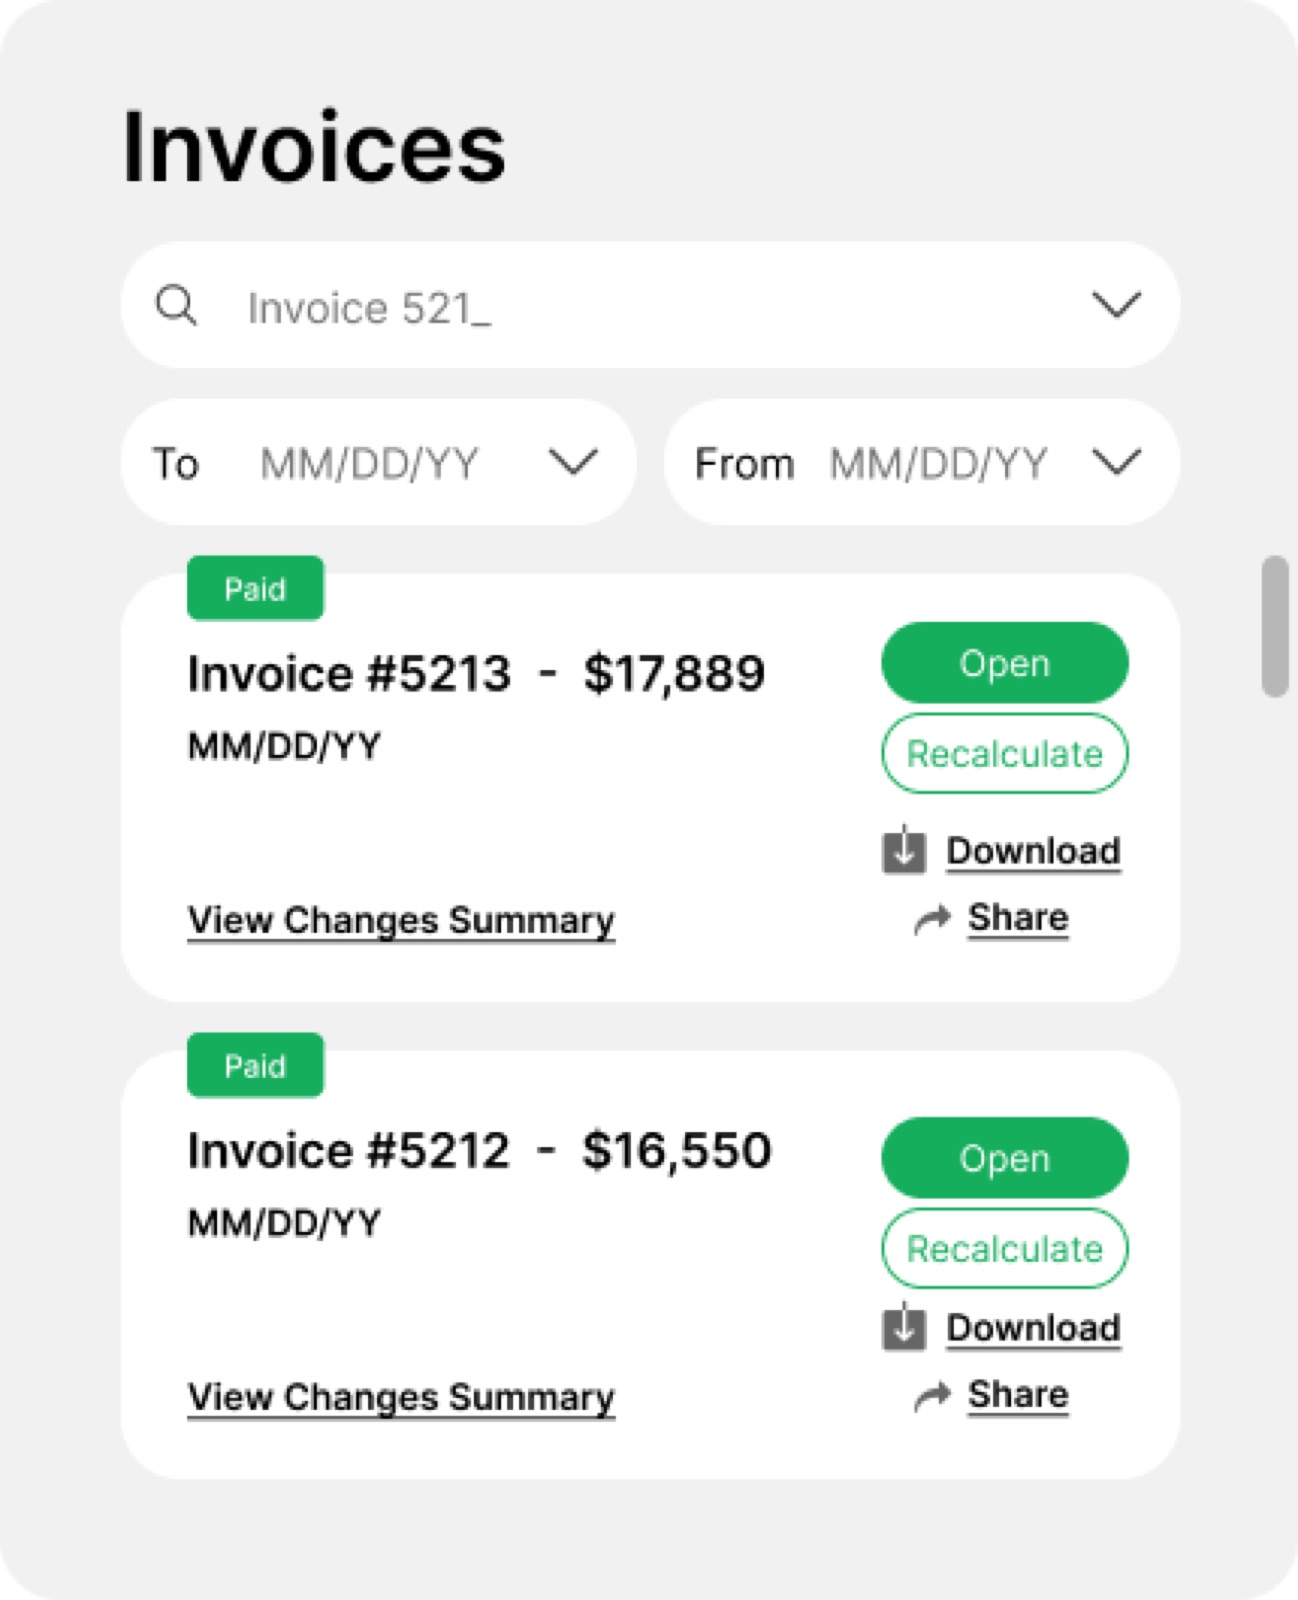 Invoices
Invoice 521_
To MM/DD/YY From MM/DD/YY
Paid
Invoice #5213 - $17,889
MM/DD/YY
Open
Recalculate
Download
Share
View Changes Summary
Paid
Invoice #5212 - $16,550
MM/DD/YY
Open
Recalculate
Download
Share
View Changes Summary